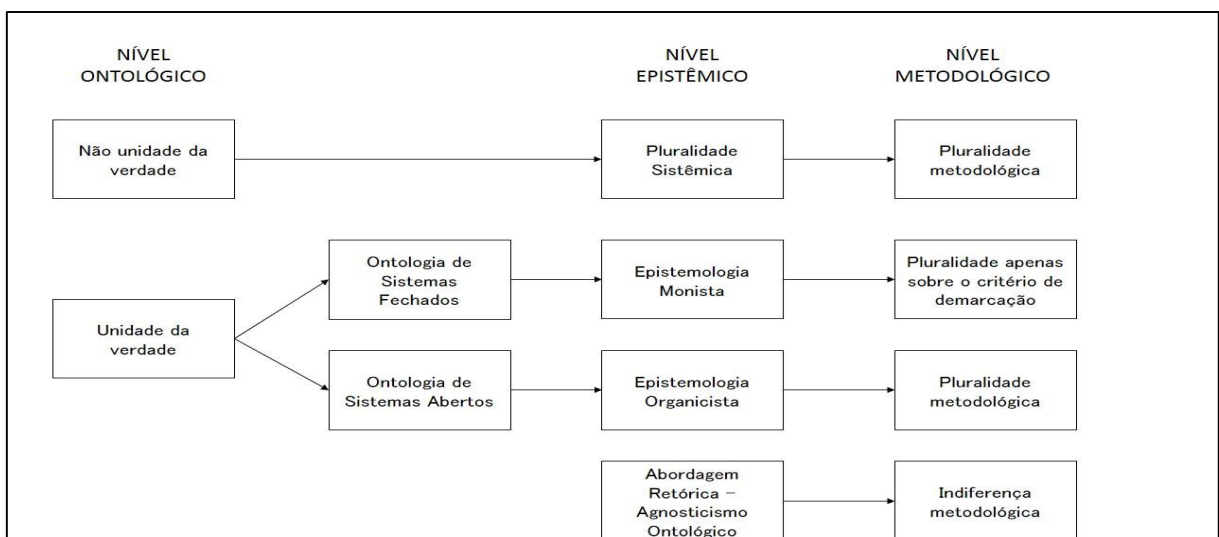 NÍVEL
ONTOLÓGICO
NÍVEL
EPISTÊMICO
NÍVEL
METODOLÓGICO
Não unidade da
verdade
Pluralidade
Sistêmica
Pluralidade
metodológica
Unidade da
verdade
Ontologia de
Sistemas
Fechados
Epistemologia
Monista
Pluralidade apenas
sobre o critério de
demarcação
Ontologia de
Sistemas Abertos
Epistemologia
Organicista
Pluralidade
metodológica
Abordagem
Retórica –
Agnosticismo
Ontológico
Indiferença
metodológica